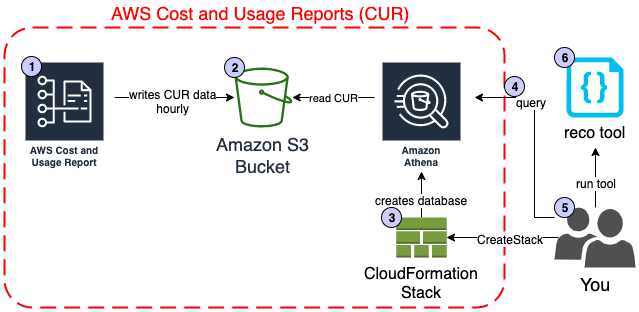 AWS Cost and Usage Reports (CUR)
1
AWS Cost and
Usage Report
writes CUR data
hourly
2
Amazon S3
Bucket
read CUR
Amazon
Athena
3
creates database
CloudFormation
Stack
4
query
CreateStack
5
You
run tool
6
{}
reco tool